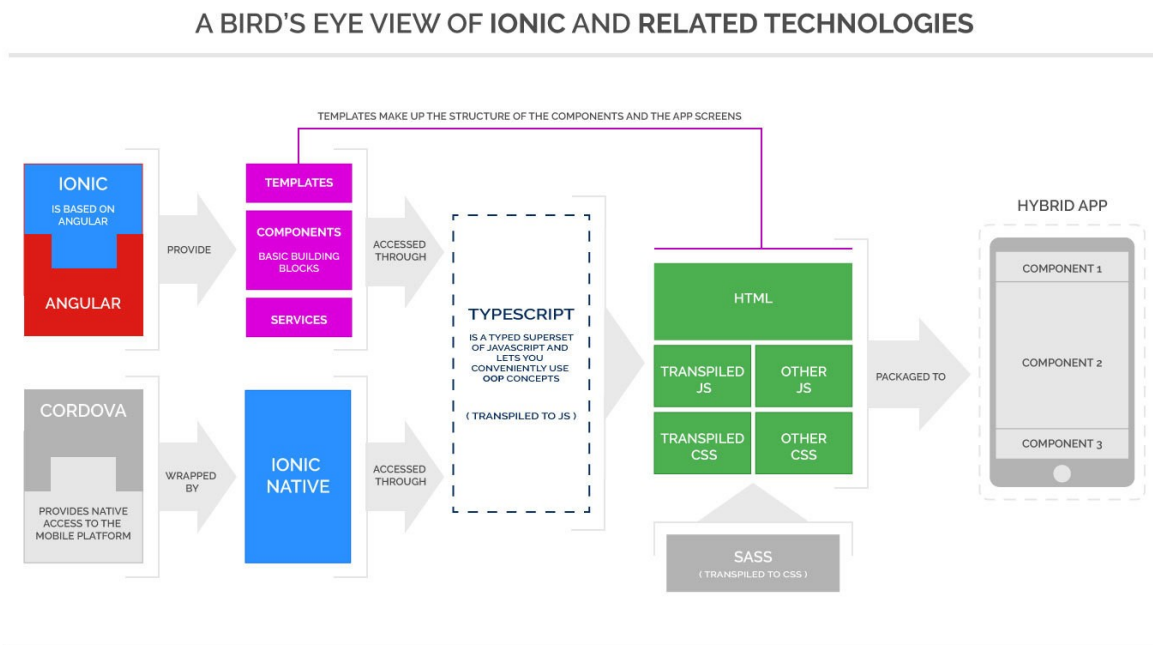 A BIRD'S EYE VIEW OF IONIC AND RELATED TECHNOLOGIES
TEMPLATES MAKE UP THE STRUCTURE OF THE COMPONENTS AND THE APP SCREENS
IONIC
IS BASED ON
ANGULAR
ANGULAR
PROVIDE
TEMPLATES
COMPONENTS
BASIC BUILDING
BLOCKS
SERVICES
ACCESSED
THROUGH
CORDOVA
PROVIDES NATIVE
ACCESS TO THE
MOBILE PLATFORM
WRAPPED
BY
IONIC
NATIVE
ACCESSED
THROUGH
TYPESCRIPT
IS A TYPED SUPERSET
OF JAVASCRIPT AND
LETS YOU
CONVENIENTLY USE
OOP CONCEPTS
( TRANSPILED TO JS )
HTML
TRANSPILED
JS
OTHER
JS
TRANSPILED
CSS
OTHER
CSS
SASS
( TRANSPILED TO CSS )
PACKAGED TO
HYBRID APP
COMPONENT 1
COMPONENT 2
COMPONENT 3